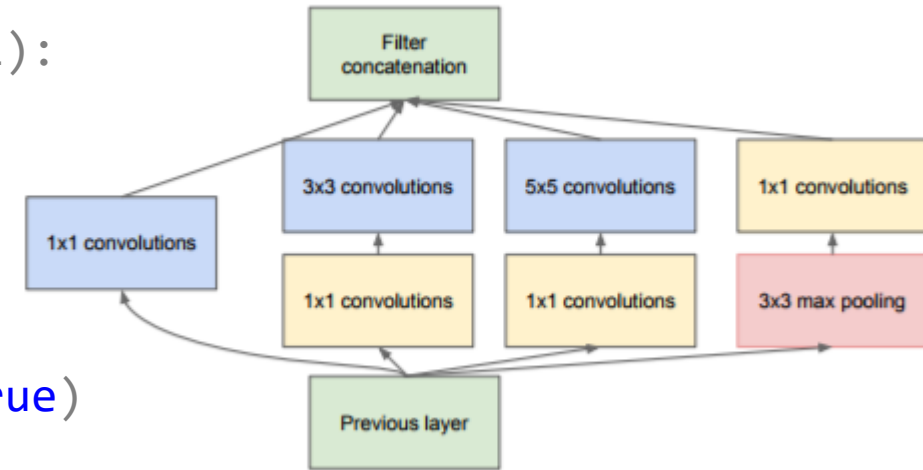 ):
Filter
concatenation
3x3 convolutions
5x5 convolutions
1x1 convolutions
1x1 convolutions
1x1 convolutions
1x1 convolutions
3x3 max pooling
rue)
Previous layer